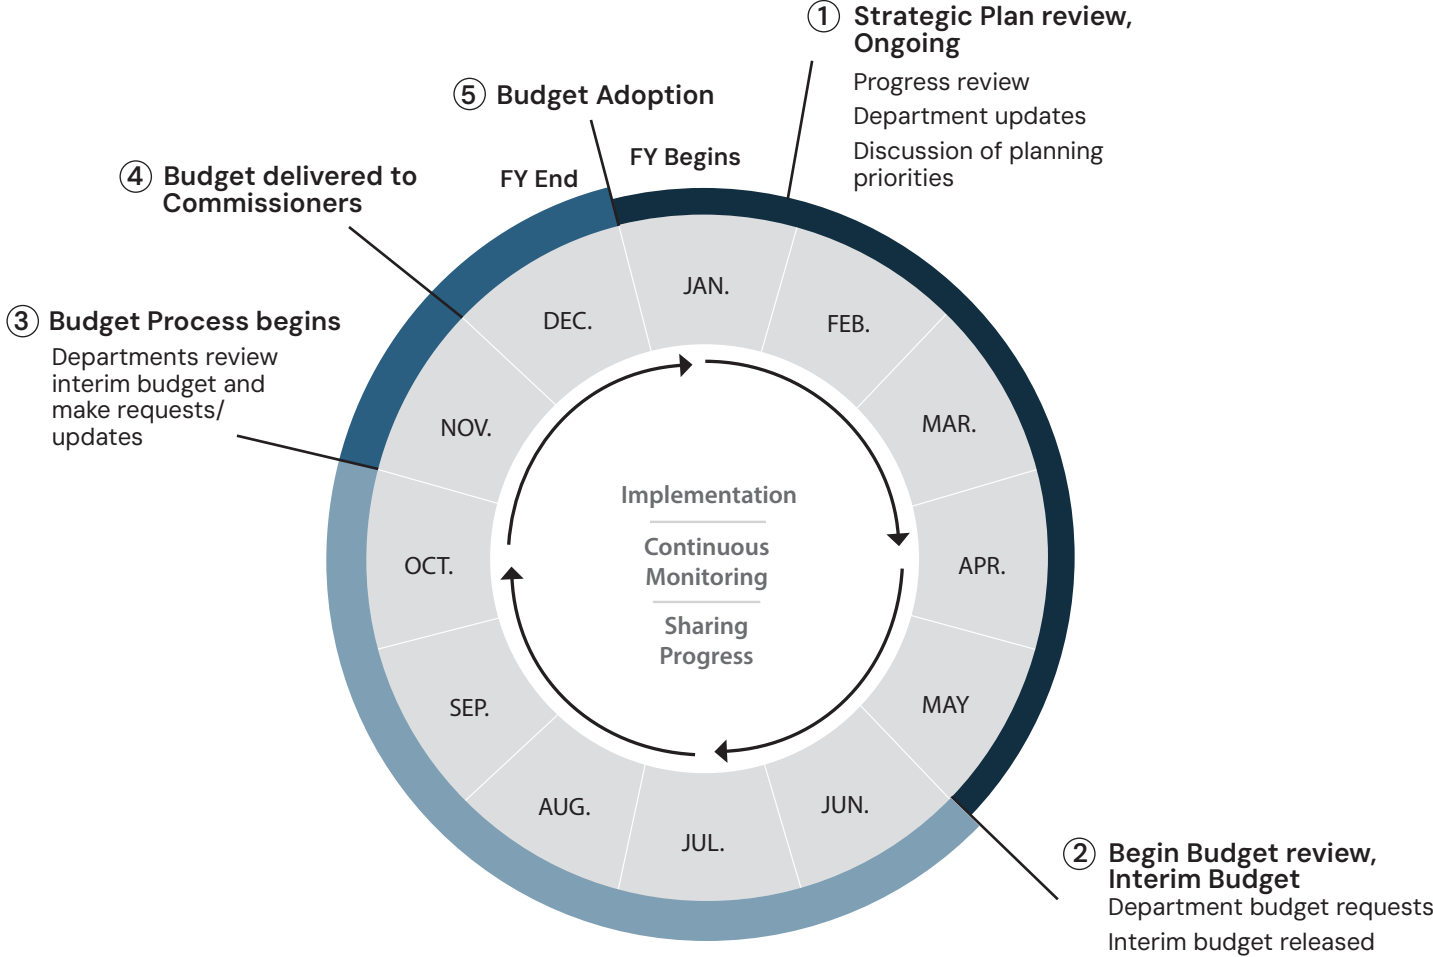 ① Strategic Plan review,
Ongoing
Progress review
Department updates
Discussion of planning
priorities
⑤ Budget Adoption
FY Begins
FY End
④ Budget delivered to
Commissioners
③ Budget Process begins
Departments review
interim budget and
make requests/
updates
JAN.
FEB.
MAR.
APR.
MAY
JUN.
JUL.
AUG.
SEP.
OCT.
NOV.
DEC.
Implementation
Continuous
Monitoring
Sharing
Progress
② Begin Budget review,
Interim Budget
Department budget requests
Interim budget released